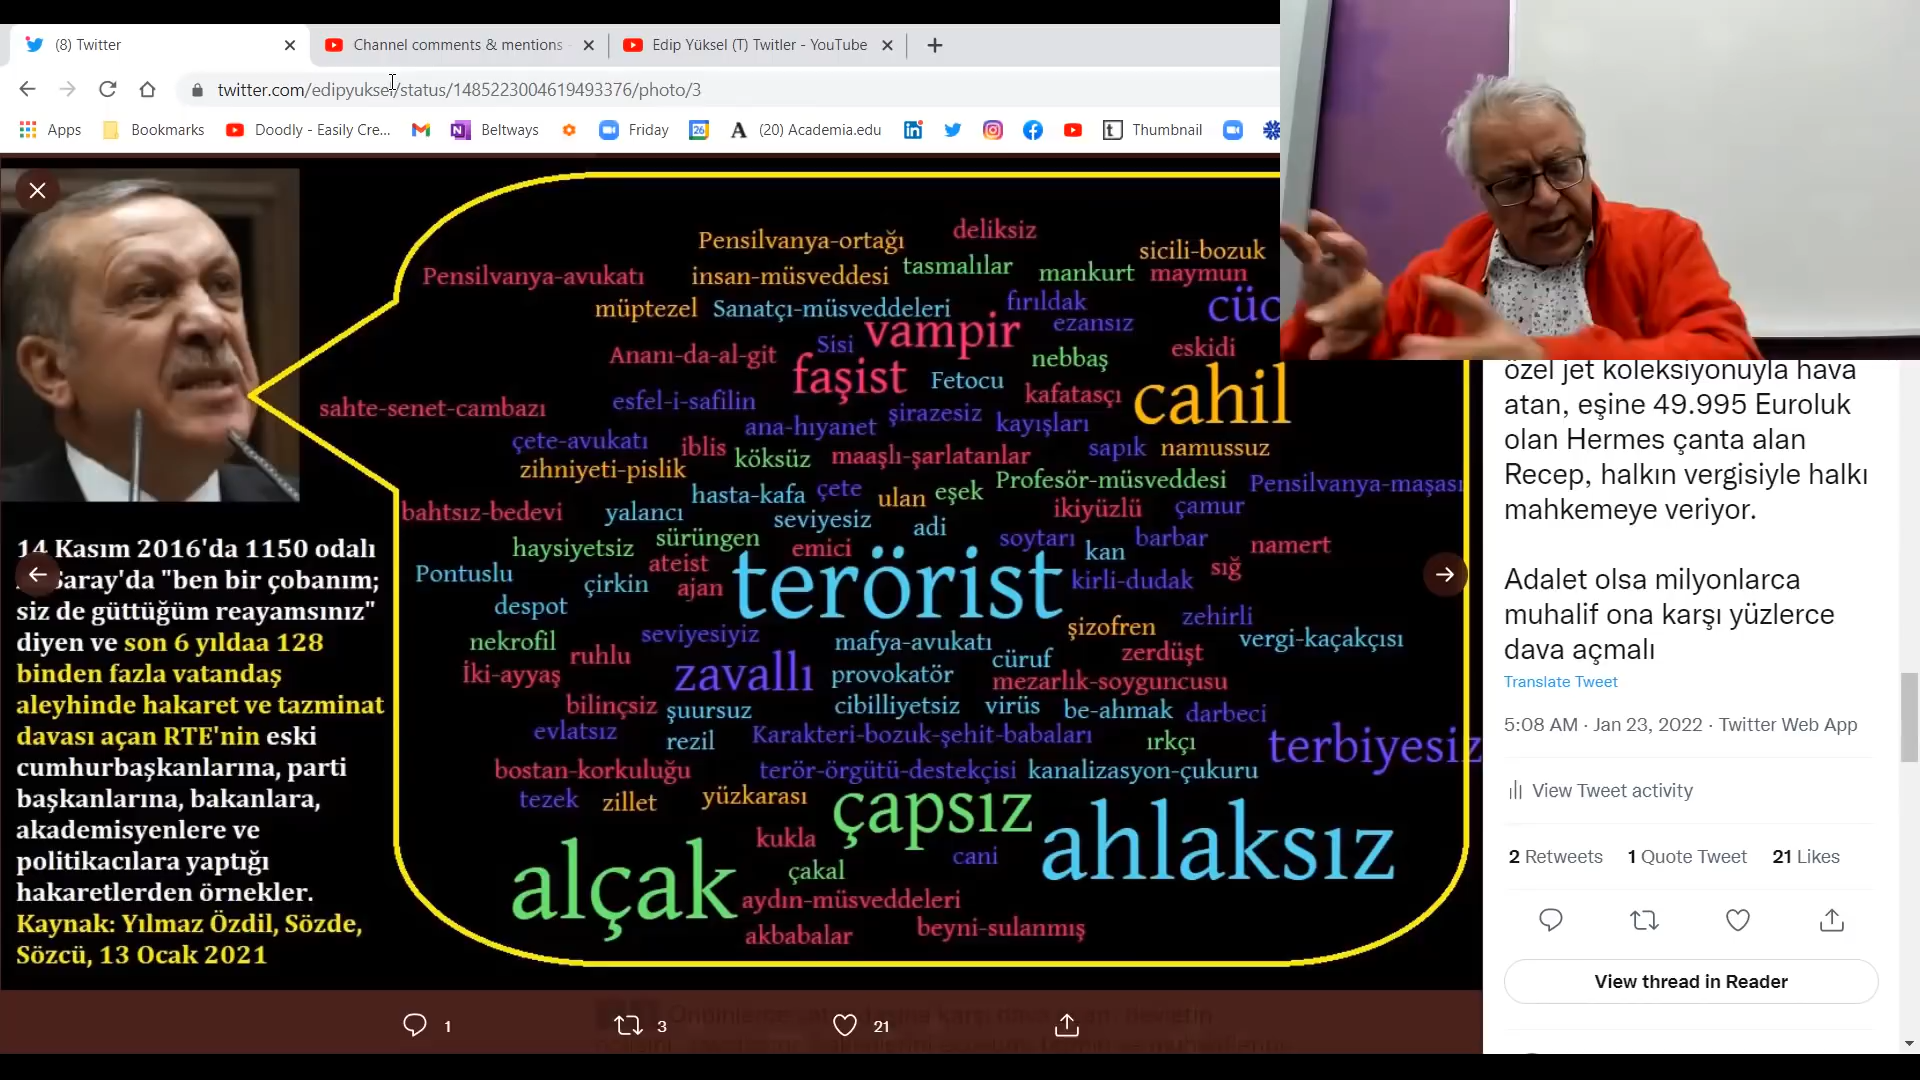 (8) Twitter
Channel comments & mentions
Edip Yüksel (T) Twitler - YouTube
twitter.com/edipyuksel/status/1485223004619493376/photo/3
Apps
Bookmarks
Doodly - Easily Cre...
Beltways
Friday
(20) Academia.edu
Thumbnail
deliksiz
Pensilvanya-ortağı
sicili-bozuk
Pensilvanya-avukatı
insan-müsveddesi
tasmalılar
mankurt
maymun
müptezel
Sanatçı-müsveddeleri
fırıldak
cüc
vampir
ezansız
Ananı-da-al-git
Sisi
nebbaş
eskidi
faşist
Fetocu
kafatasçı
cahil
sahte-senet-cambazı
esfel-i-safilin
şirazesiz
kayışları
ana-hıyanet
çete-avukatı
iblis
köksüz
maaşlı-şarlatanlar
sapık
namussuz
zihniyeti-pislik
hasta-kafa
çete
ulan
eşek
Profesör-müsveddesi
Pensilvanya-maşası
bahtsız-bedevi
yalancı
seviyesiz
adi
ikiyüzlü
çamur
haysiyetsiz
sürüngen
emici
soytarı
kan
barbar
namert
Pontuslu
çirkin
ateist
ajan
terörist
kirli-dudak
sığ
despot
şizofren
zehirli
nekrofil
seviyesiyiz
mafya-avukatı
vergi-kaçakçısı
İki-ayyaş
ruhlu
zavallı
provokatör
cüruf
zerdüşt
mezarlık-soyguncusu
bilinçsiz
şuursuz
cibilliyetsiz
virüs
be-ahmak
darbeci
evlatsız
rezil
Karakteri-bozuk-şehit-babaları
ırkçı
terbiyesiz
bostan-korkuluğu
terör-örgütü-destekçisi
kanalizasyon-çukuru
tezek
zillet
yüzkarası
çapsız
alçak
kukla
cani
ahlaksız
çakal
aydın-müsveddeleri
akbabalar
beyni-sulanmış
14 Kasım 2016'da 1150 odalı
Saray'da "ben bir çobanım;
siz de güttüğüm reayamsınız"
diyen ve son 6 yıldaa 128
binden fazla vatandaş
aleyhinde hakaret ve tazminat
davası açan RTE'nin eski
cumhurbaşkanlarına, parti
başkanlarına, bakanlara,
akademisyenlere ve
politikacılara yaptığı
hakaretlerden örnekler.
Kaynak: Yılmaz Özdil, Sözde,
Sözcü, 13 Ocak 2021
1
3
21
özel jet koleksiyonuyla hava
atan, eşine 49.995 Euroluk
olan Hermes çanta alan
Recep, halkın vergisiyle halkı
mahkemeye veriyor.
Adalet olsa milyonlarca
muhalif ona karşı yüzlerce
dava açmalı
Translate Tweet
5:08 AM · Jan 23, 2022 · Twitter Web App
View Tweet activity
2 Retweets 1 Quote Tweet 21 Likes
View thread in Reader